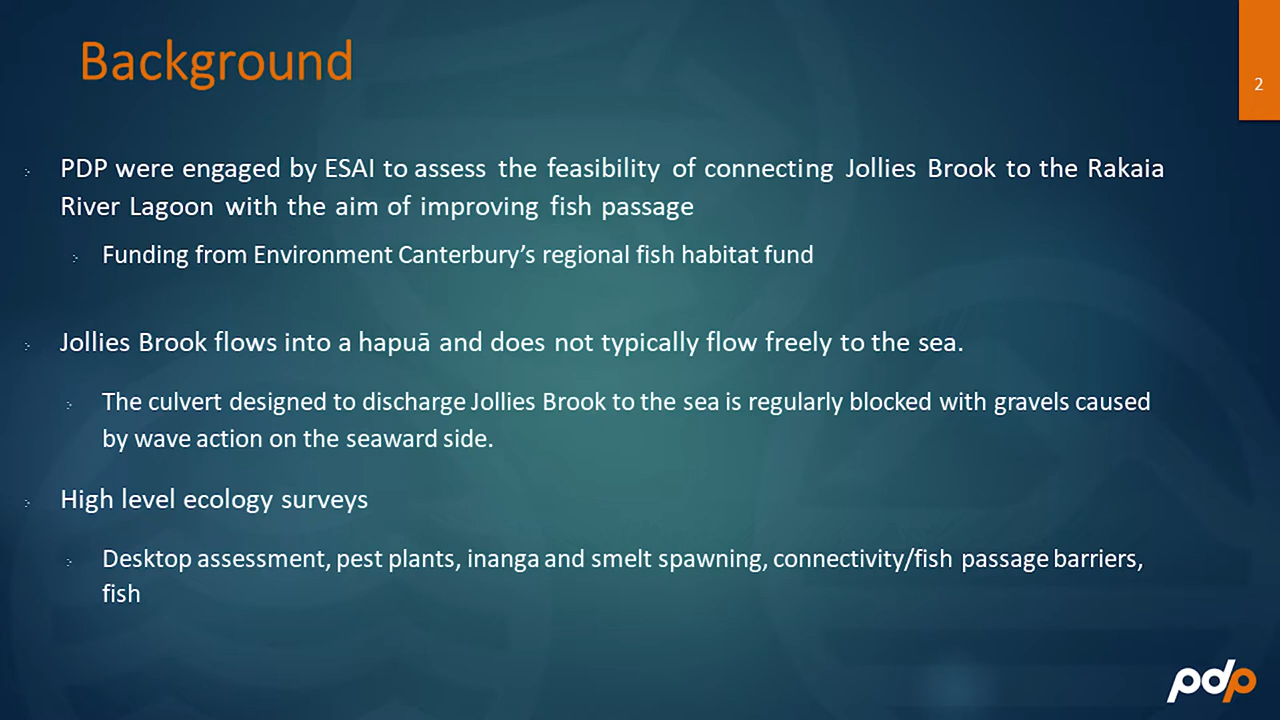 Background
2
PDP were engaged by ESAI to assess the feasibility of connecting Jollies Brook to the Rakaia
River Lagoon with the aim of improving fish passage
Funding from Environment Canterbury’s regional fish habitat fund
Jollies Brook flows into a hapuā and does not typically flow freely to the sea.
The culvert designed to discharge Jollies Brook to the sea is regularly blocked with gravels caused
by wave action on the seaward side.
High level ecology surveys
Desktop assessment, pest plants, inanga and smelt spawning, connectivity/fish passage barriers,
fish
pdp